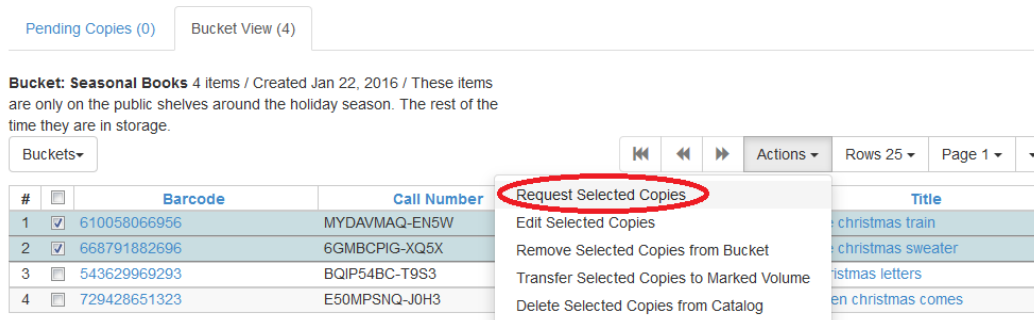 Pending Copies (0) Bucket View (4)
Bucket: Seasonal Books 4 items / Created Jan 22, 2016 / These items
are only on the public shelves around the holiday season. The rest of the
time they are in storage.
Buckets Actions Rows 25 Page 1
# Barcode Call Number Title
1 610058066956 MYDAVMAQ-EN5W christmas train
2 668791882696 6GMBCPIG-XQ5X christmas sweater
3 543629969293 BQIP54BC-T9S3 istmas letters
4 729428651323 E50MPSNQ-J0H3 en christmas comes
Request Selected Copies
Edit Selected Copies
Remove Selected Copies from Bucket
Transfer Selected Copies to Marked Volume
Delete Selected Copies from Catalog